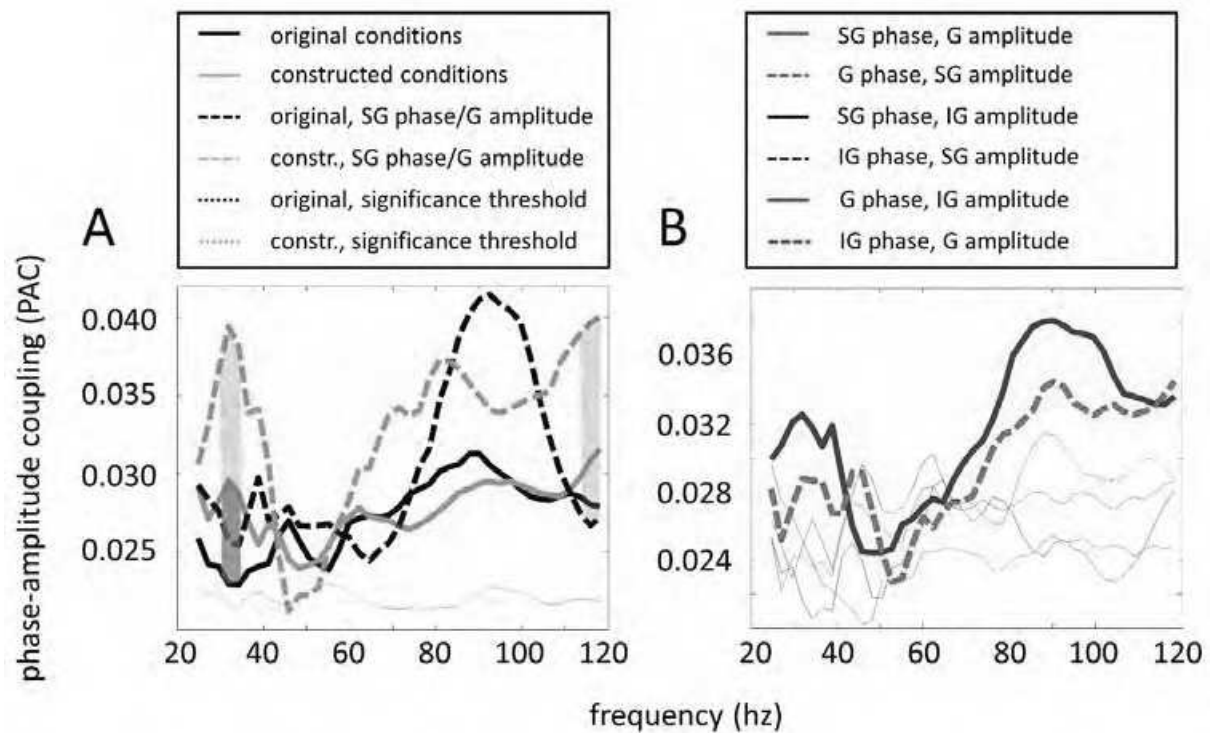 original conditions
constructed conditions
original, SG phase/G amplitude
constr., SG phase/G amplitude
original, significance threshold
constr., significance threshold
A
SG phase, G amplitude
G phase, SG amplitude
SG phase, IG amplitude
IG phase, SG amplitude
G phase, IG amplitude
IG phase, G amplitude
B
phase-amplitude coupling (PAC)
0.040
0.035
0.030
0.025
20 40 60 80 100 120
0.036
0.032
0.028
0.024
20 40 60 80 100 120
frequency (hz)